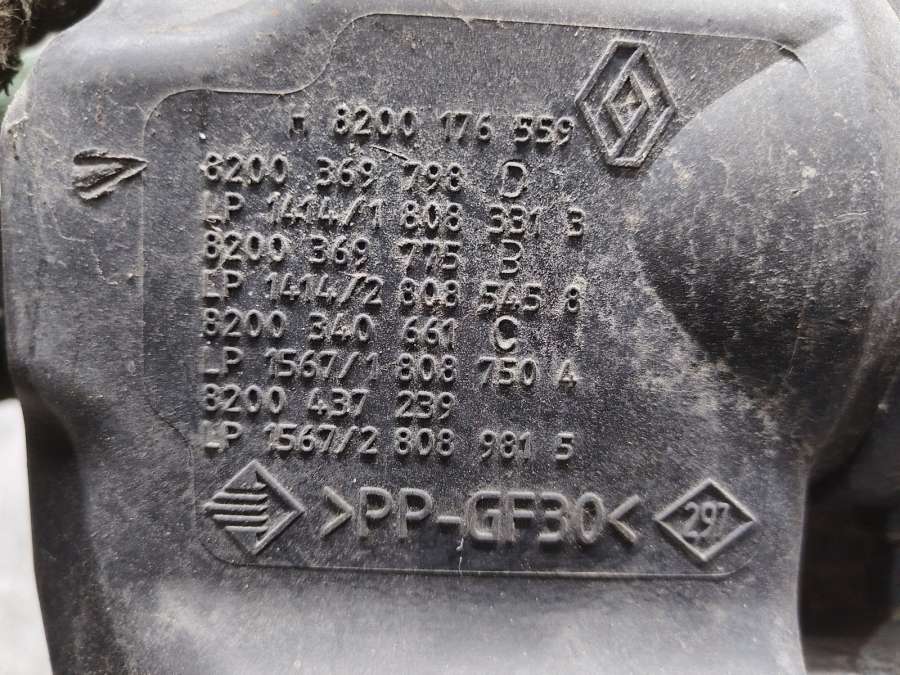 8200 176 559
8200 369 798 D
LP 1414/1 808 331 B
8200 369 775 B
LP 1414/2 808 545 8
8200 340 661 C
LP 1567/1 808 750 A
8200 437 239
LP 1567/2 808 981 5
>PP-GF30< 297